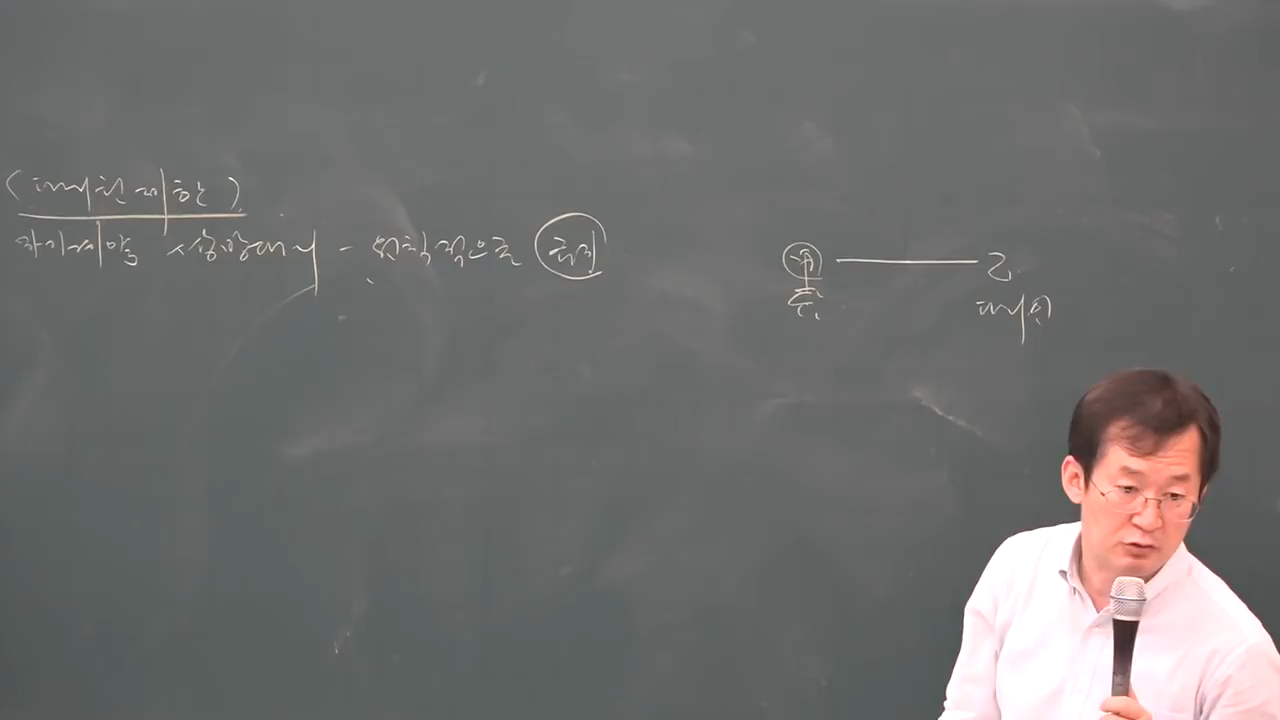 (대리권 제한)
자기계약 쌍방대리 - 원칙적으로 금지
甲 乙
대리인